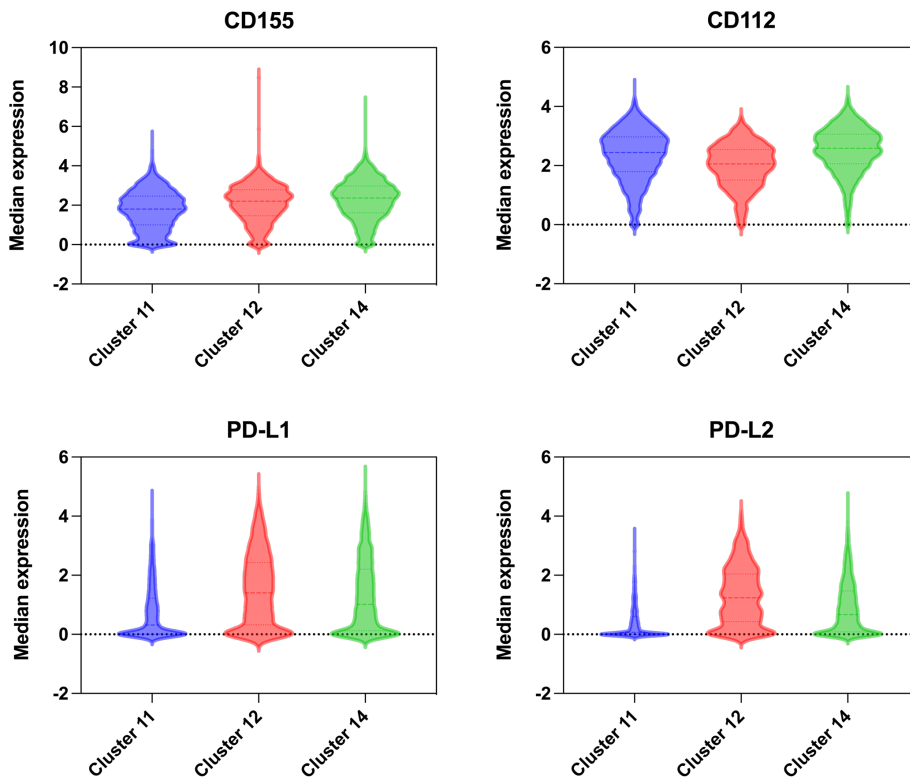 CD155
Median expression
10
8
6
4
2
0
-2
Cluster 11
Cluster 12
Cluster 14
CD112
Median expression
6
4
2
0
-2
Cluster 11
Cluster 12
Cluster 14
PD-L1
Median expression
6
4
2
0
-2
Cluster 11
Cluster 12
Cluster 14
PD-L2
Median expression
6
4
2
0
-2
Cluster 11
Cluster 12
Cluster 14